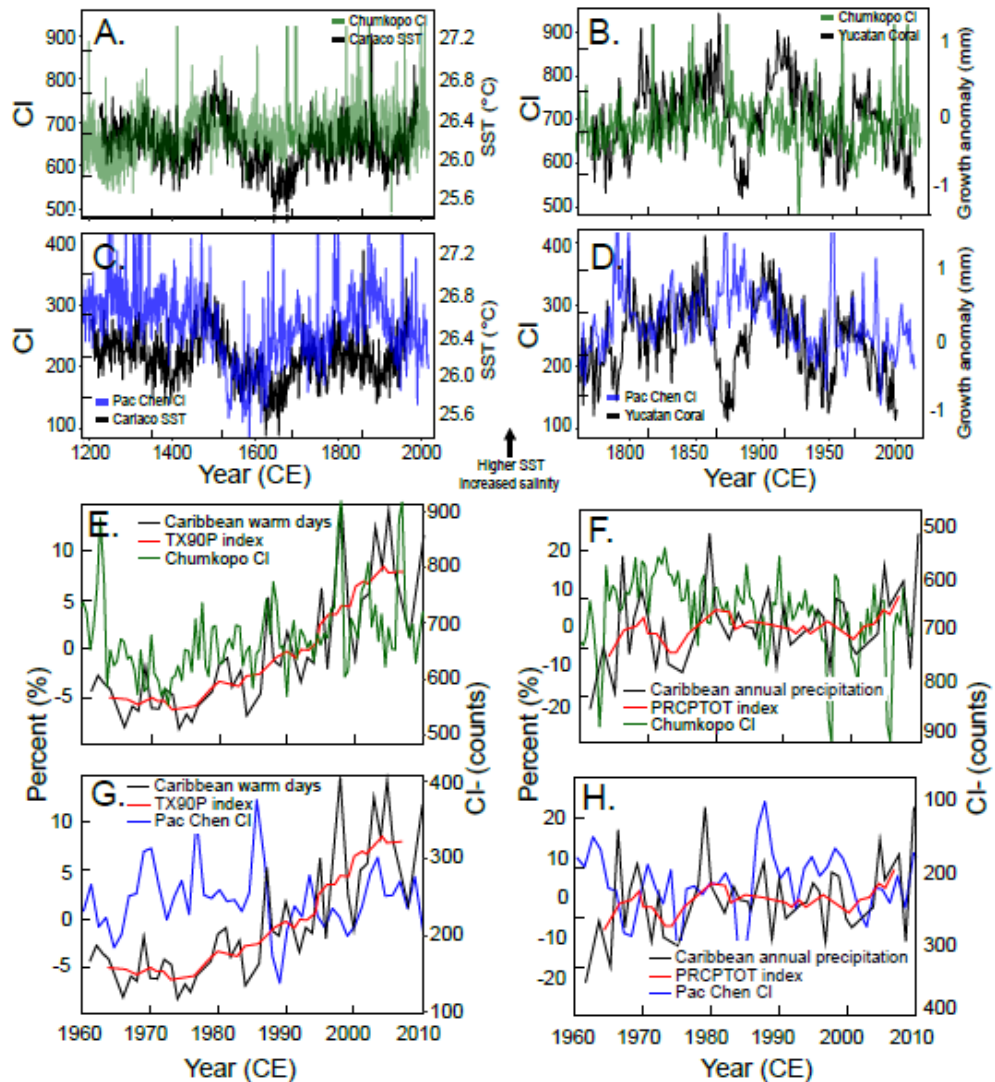 A.
Chumkopo Cl
Cariaco SST
900
800
700
600
500
Cl
27.2
26.8
26.4
26.0
25.6
SST (°C)
1200
1400
1600
1800
2000
B.
Chumkopo Cl
Yucatan Coral
900
800
700
600
500
Cl
1
0
-1
Growth anomaly (mm)
C.
Pac Chen Cl
Cariaco SST
400
300
200
100
Cl
27.2
26.8
26.4
26.0
25.6
SST (°C)
1200
1400
1600
1800
2000
Year (CE)
Higher SST
Increased salinity
D.
Pac Chen Cl
Yucatan Coral
400
300
200
100
Cl
1
0
-1
Growth anomaly (mm)
1800
1850
1900
1950
2000
Year (CE)
E.
Caribbean warm days
TX90P index
Chumkopo Cl
10
5
0
-5
900
800
700
600
500
F.
Caribbean annual precipitation
PRCPTOT index
Chumkopo Cl
20
10
0
-10
-20
500
600
700
800
900
G.
Caribbean warm days
TX90P index
Pac Chen Cl
10
5
0
-5
Percent (%)
400
300
200
100
Cl- (counts)
1960
1970
1980
1990
2000
2010
Year (CE)
H.
Caribbean annual precipitation
PRCPTOT index
Pac Chen Cl
20
10
0
-10
-20
Percent (%)
100
200
300
400
Cl- (counts)
1960
1970
1980
1990
2000
2010
Year (CE)